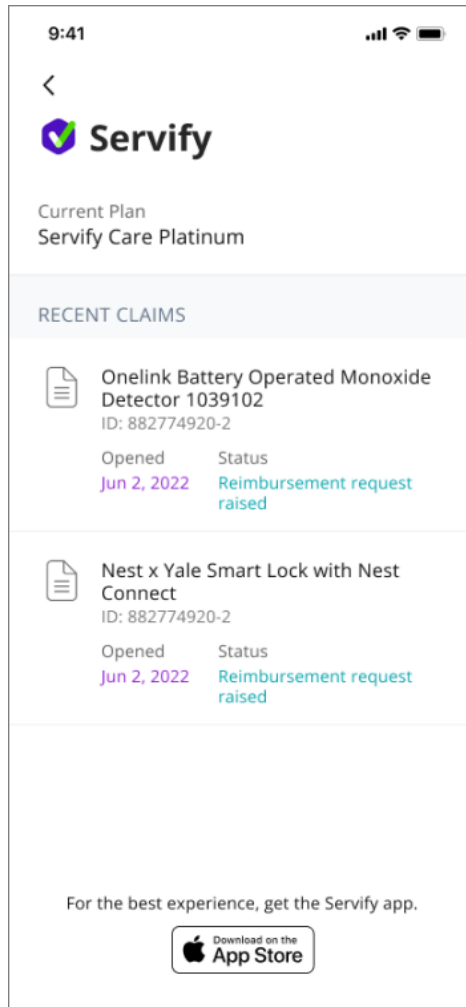 9:41
Servify
Current Plan
Servify Care Platinum
RECENT CLAIMS
Onelink Battery Operated Monoxide
Detector 1039102
ID: 882774920-2
Opened Status
Jun 2, 2022 Reimbursement request
raised
Nest x Yale Smart Lock with Nest
Connect
ID: 882774920-2
Opened Status
Jun 2, 2022 Reimbursement request
raised
For the best experience, get the Servify app.
Download on the
App Store